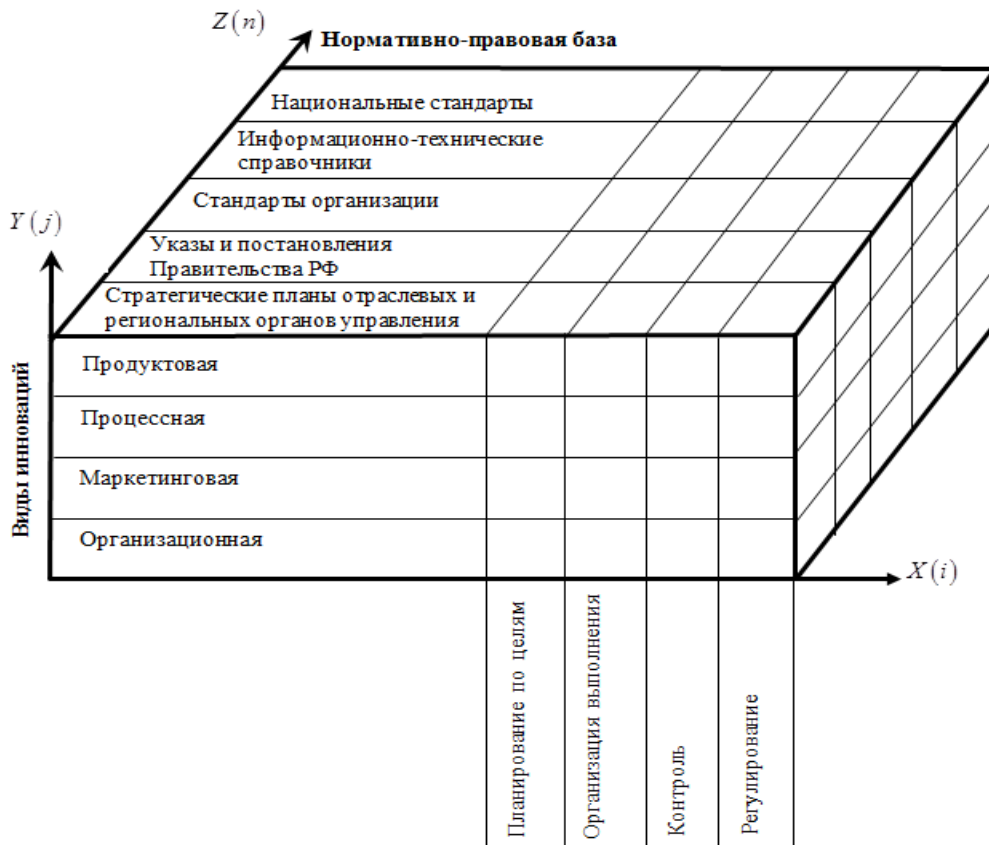 Z(n)
Нормативно-правовая база
Национальные стандарты
Информационно-технические
справочники
Стандарты организации
Y(j)
Указы и постановления
Правительства РФ
Стратегические планы отраслевых и
региональных органов управления
Виды инноваций
Продуктовая
Процессная
Маркетинговая
Организационная
X(i)
Планирование по целям
Организация выполнения
Контроль
Регулирование